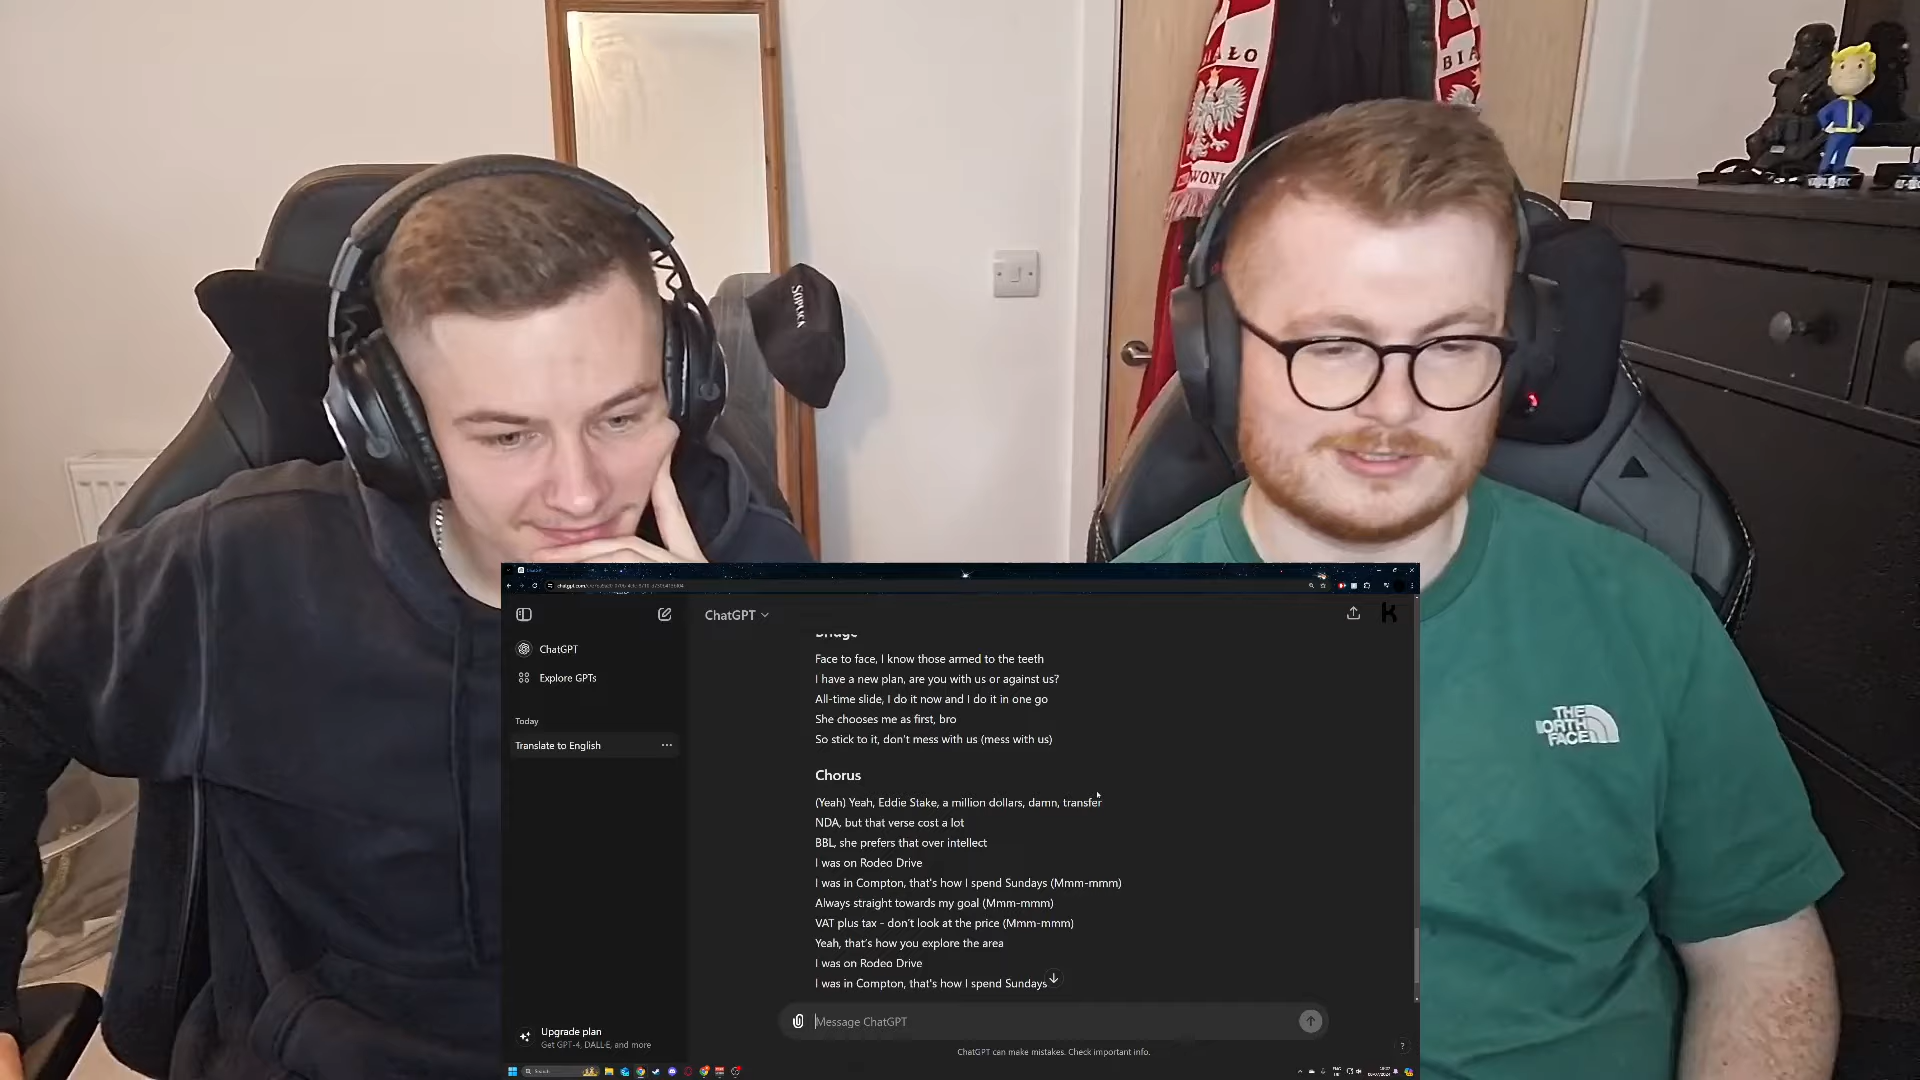 AŁO
BIA
WONI
SOPLICA
THE
NORTH
FACE
ChatGPT
ChatGPT
Explore GPTs
Today
Translate to English
Upgrade plan
Get GPT-4, DALL·E, and more
Bridge
Face to face, I know those armed to the teeth
I have a new plan, are you with us or against us?
All-time slide, I do it now and I do it in one go
She chooses me as first, bro
So stick to it, don't mess with us (mess with us)
Chorus
(Yeah) Yeah, Eddie Stake, a million dollars, damn, transfer
NDA, but that verse cost a lot
BBL, she prefers that over intellect
I was on Rodeo Drive
I was in Compton, that's how I spend Sundays (Mmm-mmm)
Always straight towards my goal (Mmm-mmm)
VAT plus tax - don't look at the price (Mmm-mmm)
Yeah, that's how you explore the area
I was on Rodeo Drive
I was in Compton, that's how I spend Sundays
Message ChatGPT
ChatGPT can make mistakes. Check important info.
Search